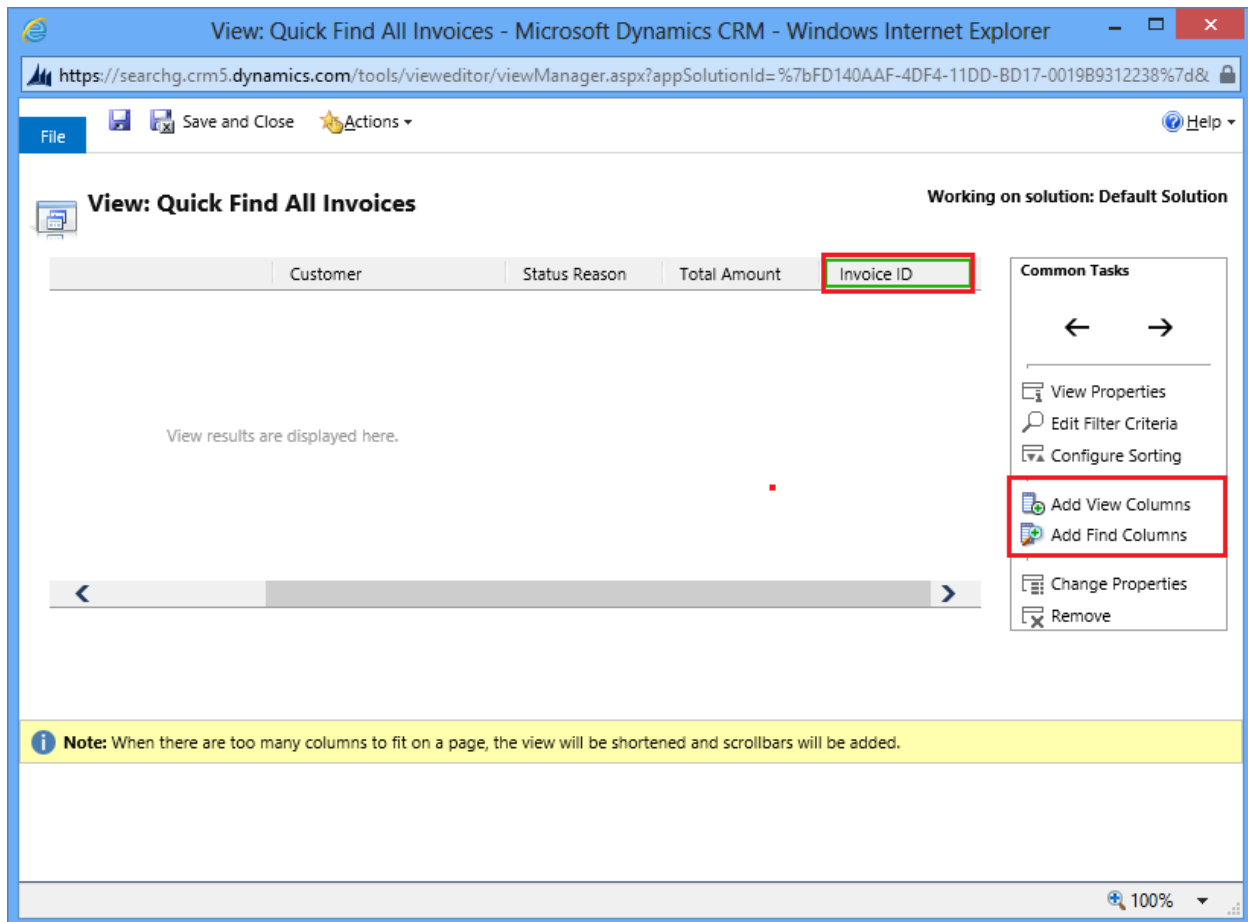 View: Quick Find All Invoices - Microsoft Dynamics CRM - Windows Internet Explorer
https://searchg.crm5.dynamics.com/tools/vieweditor/viewManager.aspx?appSolutionId=%7bFD140AAF-4DF4-11DD-BD17-0019B9312238%7d&
File Save and Close Actions Help
View: Quick Find All Invoices
Working on solution: Default Solution
Customer Status Reason Total Amount Invoice ID
View results are displayed here.
Common Tasks
View Properties
Edit Filter Criteria
Configure Sorting
Add View Columns
Add Find Columns
Change Properties
Remove
Note: When there are too many columns to fit on a page, the view will be shortened and scrollbars will be added.
100%